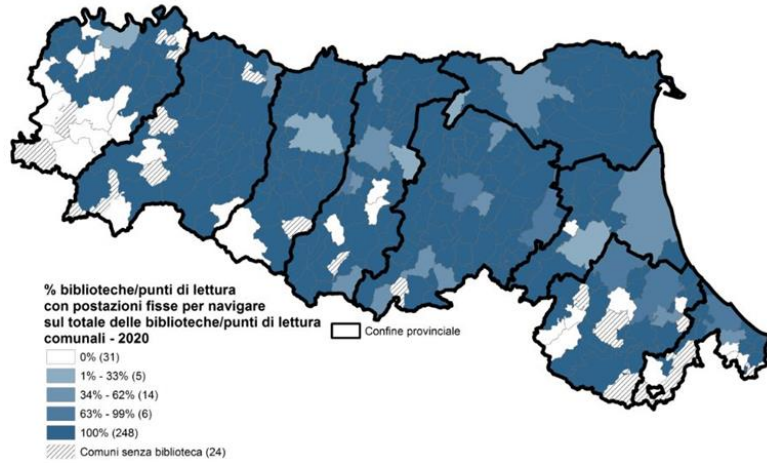 % biblioteche/punti di lettura
con postazioni fisse per navigare
sul totale delle biblioteche/punti di lettura
comunali - 2020
Confine provinciale
0% (31)
1% - 33% (5)
34% - 62% (14)
63% - 99% (6)
100% (248)
Comuni senza biblioteca (24)